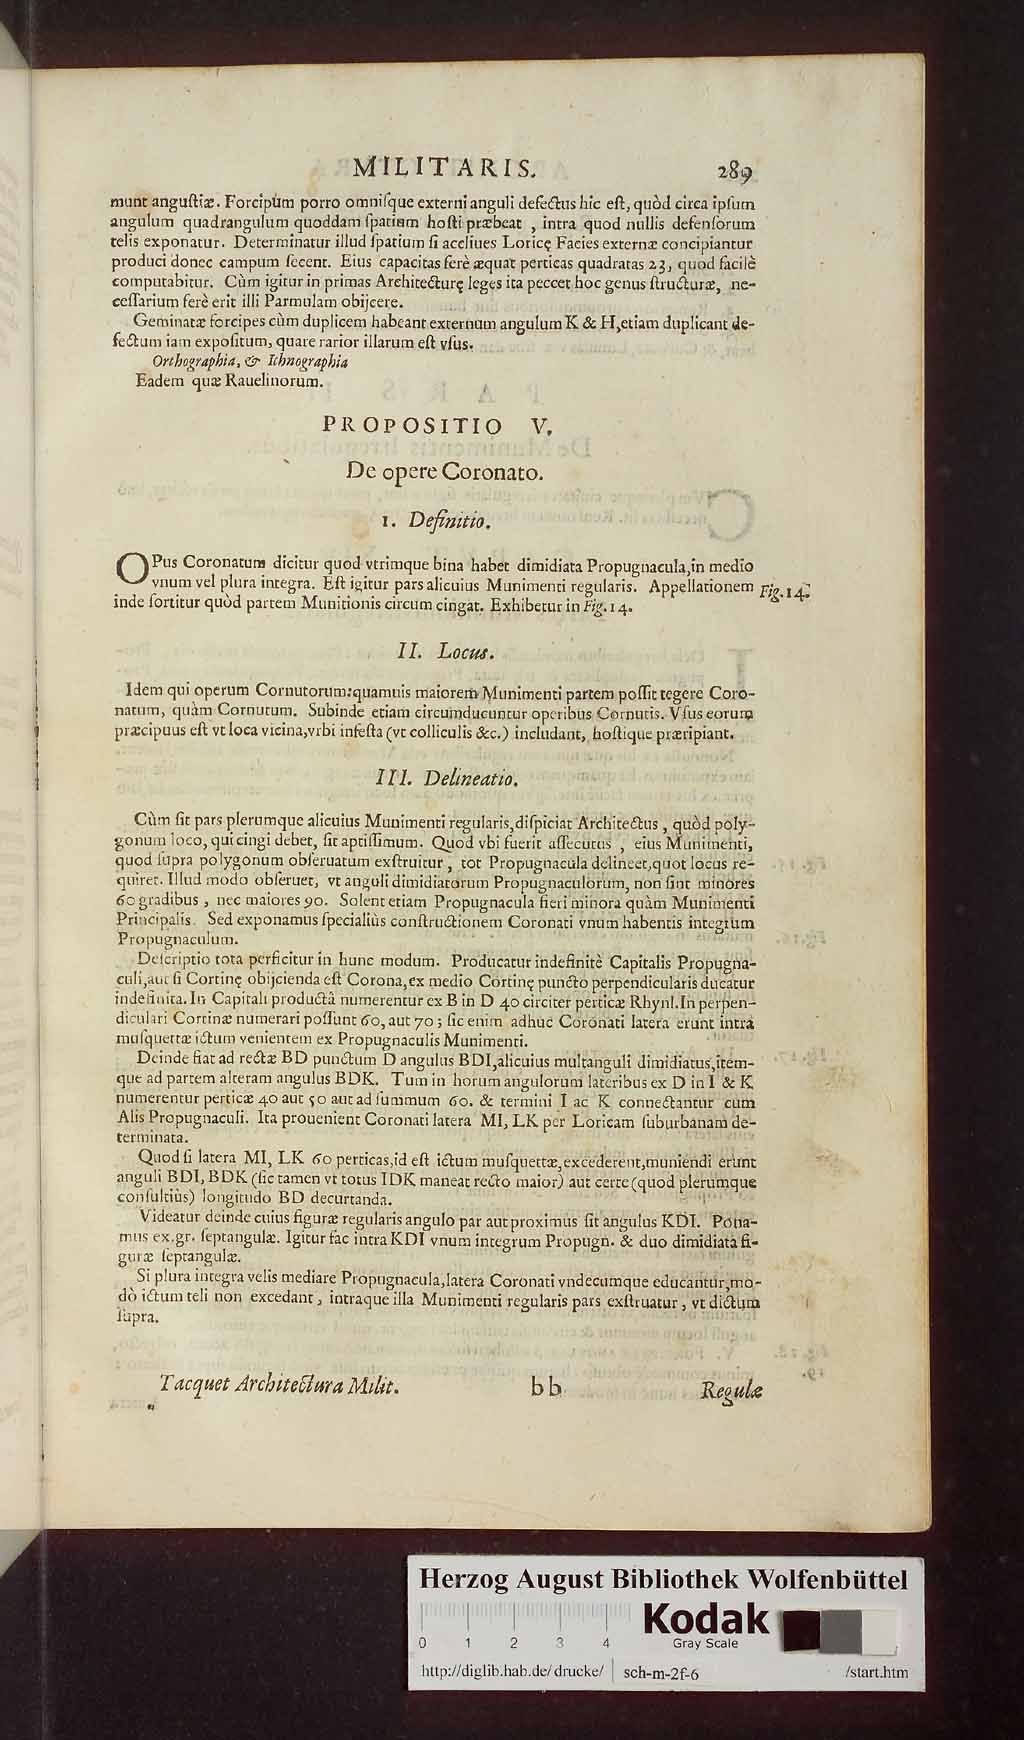 MILITARIS. 289
munt anguſtiæ. Forcipum porro omniſque externi anguli defectus hic eſt, quòd circa ipſum
angulum quadrangulum quoddam ſpatium hoſti præbeat , intra quod nullis defenſorum
telis exponatur. Determinatur illud ſpatium ſi accliues Loricę Facies externæ concipiantur
produci donec campum ſecent. Eius capacitas ferè æquat perticas quadratas 23, quod facilè
computabitur. Cùm igitur in primas Architecturę leges ita peccet hoc genus ſtructuræ, ne-
ceſſarium ferè erit illi Parmulam obijcere.
Geminatæ forcipes cùm duplicem habeant externum angulum K & H, etiam duplicant de-
fectum iam expoſitum, quare rarior illarum eſt vſus.
Orthographia, & Ichnographia
Eadem quæ Rauelinorum.
PROPOSITIO V.
De opere Coronato.
1. Definitio.
OPus Coronatum dicitur quod vtrimque bina habet dimidiata Propugnacula, in medio
vnum vel plura integra. Eſt igitur pars alicuius Munimenti regularis. Appellationem Fig. 14.
inde ſortitur quòd partem Munitionis circum cingat. Exhibetur in Fig. 14.
II. Locus.
Idem qui operum Cornutorum: quamuis maiorem Munimenti partem poſſit tegere Coro-
natum, quàm Cornutum. Subinde etiam circumducuntur operibus Cornutis. Vſus eorum
præcipuus eſt vt loca vicina, vrbi infeſta (vt colliculis &c.) includant, hoſtique præripiant.
III. Delineatio.
Cùm ſit pars plerumque alicuius Munimenti regularis, diſpiciat Architectus , quòd poly-
gonum loco, qui cingi debet, ſit aptiſſimum. Quod vbi fuerit aſſecutus , eius Munimenti,
quod ſupra polygonum obſeruatum exſtruitur , tot Propugnacula delineet, quot locus re-
quiret. Illud modo obſeruet, vt anguli dimidiatorum Propugnaculorum, non ſint minores
60 gradibus , nec maiores 90. Solent etiam Propugnacula fieri minora quàm Munimenti
Principalis. Sed exponamus ſpecialiùs conſtructionem Coronati vnum habentis integrum
Propugnaculum.
Deſcriptio tota perficitur in hunc modum. Producatur indefinitè Capitalis Propugna-
culi, aut ſi Cortinę obijcienda eſt Corona, ex medio Cortinę puncto perpendicularis ducatur
indefinita. In Capitali productâ numerentur ex B in D 40 circiter perticæ Rhynl. In perpen-
diculari Cortinæ numerari poſſunt 60, aut 70 ; ſic enim adhuc Coronati latera erunt intra
muſquettæ ictum venientem ex Propugnaculis Munimenti.
Deinde fiat ad rectæ BD punctum D angulus BDI, alicuius multanguli dimidiatus, item-
que ad partem alteram angulus BDK. Tum in horum angulorum lateribus ex D in I & K
numerentur perticæ 40 aut 50 aut ad ſummum 60. & termini I ac K connectantur cum
Alis Propugnaculi. Ita prouenient Coronati latera MI, LK per Loricam ſuburbanam de-
terminata.
Quod ſi latera MI, LK 60 perticas, id eſt ictum muſquettæ, excederent, muniendi erunt
anguli BDI, BDK (ſic tamen vt totus IDK maneat recto maior) aut certe (quod plerumque
conſultiùs) longitudo BD decurtanda.
Videatur deinde cuius figuræ regularis angulo par aut proximus ſit angulus KDI. Pona-
mus ex. gr. ſeptangulæ. Igitur fac intra KDI vnum integrum Propugn. & duo dimidiata fi-
guræ ſeptangulæ.
Si plura integra velis mediare Propugnacula, latera Coronati vndecumque educantur, mo-
dò ictum teli non excedant , intraque illa Munimenti regularis pars exſtruatur , vt dictum
ſupra.
Tacquet Architectura Milit. bb Regulæ
Herzog August Bibliothek Wolfenbüttel
0 1 2 3 4
Kodak
Gray Scale
http://diglib.hab.de/drucke/ sch-m-2f-6 /start.htm